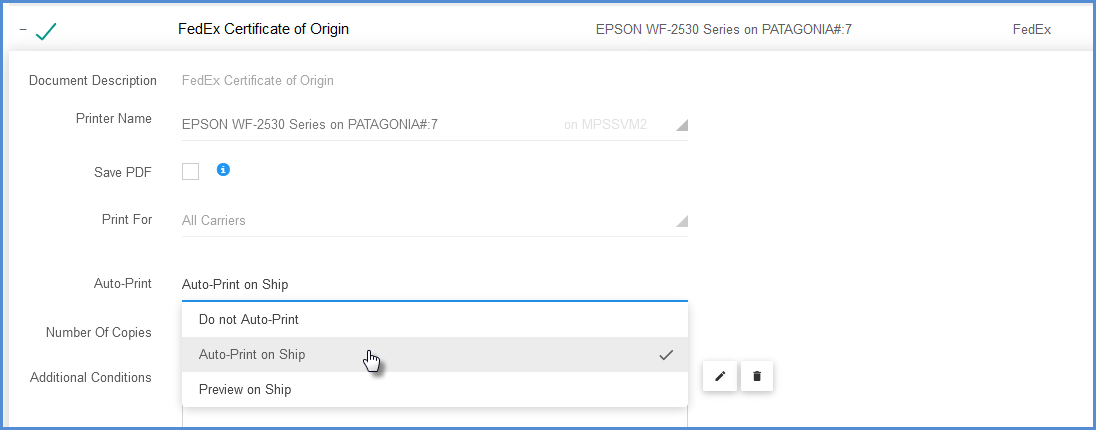 FedEx Certificate of Origin EPSON WF-2530 Series on PATAGONIA#:7 FedEx
Document Description FedEx Certificate of Origin
Printer Name EPSON WF-2530 Series on PATAGONIA#:7 on MPSSVM2
Save PDF
Print For All Carriers
Auto-Print Auto-Print on Ship
Do not Auto-Print
Number Of Copies
Auto-Print on Ship
Additional Conditions
Preview on Ship